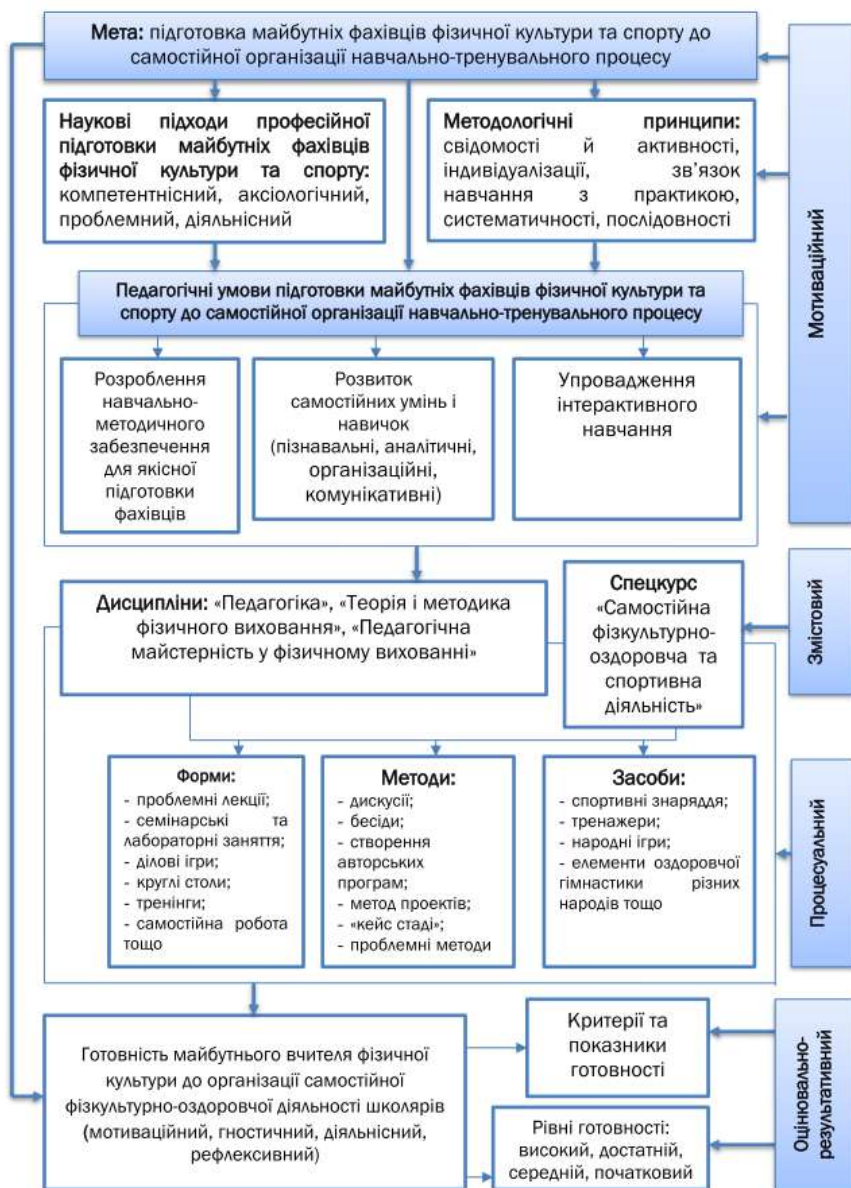 Мета: підготовка майбутніх фахівців фізичної культури та спорту до
самостійної організації навчально-тренувального процесу
Наукові підходи професійної
підготовки майбутніх фахівців
фізичної культури та спорту:
компетентнісний, аксіологічний,
проблемний, діяльнісний
Методологічні принципи:
свідомості й активності,
індивідуалізації, зв’язок
навчання з практикою,
систематичності, послідовності
Мотиваційний
Педагогічні умови підготовки майбутніх фахівців фізичної культури та
спорту до самостійної організації навчально-тренувального процесу
Розроблення
навчально-
методичного
забезпечення
для якісної
підготовки
фахівців
Розвиток
самостійних умінь і
навичок
(пізнавальні, аналітичні,
організаційні,
комунікативні)
Упровадження
інтерактивного
навчання
Дисципліни: «Педагогіка», «Теорія і методика
фізичного виховання», «Педагогічна
майстерність у фізичному вихованні»
Спецкурс
«Самостійна
фізкультурно-
оздоровча та
спортивна
діяльність»
Змістовий
Форми:
- проблемні лекції;
- семінарські та
лабораторні заняття;
- ділові ігри;
- круглі столи;
- тренінги;
- самостійна робота
тощо
Методи:
- дискусії;
- бесіди;
- створення
авторських
програм;
- метод проектів;
- «кейс стаді»;
- проблемні методи
Засоби:
- спортивні знаряддя;
- тренажери;
- народні ігри;
- елементи оздоровчої
гімнастики різних
народів тощо
Процесуальний
Готовність майбутнього вчителя фізичної
культури до організації самостійної
фізкультурно-оздоровчої діяльності школярів
(мотиваційний, гностичний, діяльнісний,
рефлексивний)
Критерії та
показники
готовності
Рівні готовності:
високий, достатній,
середній, початковий
Оцінювально-
результативний